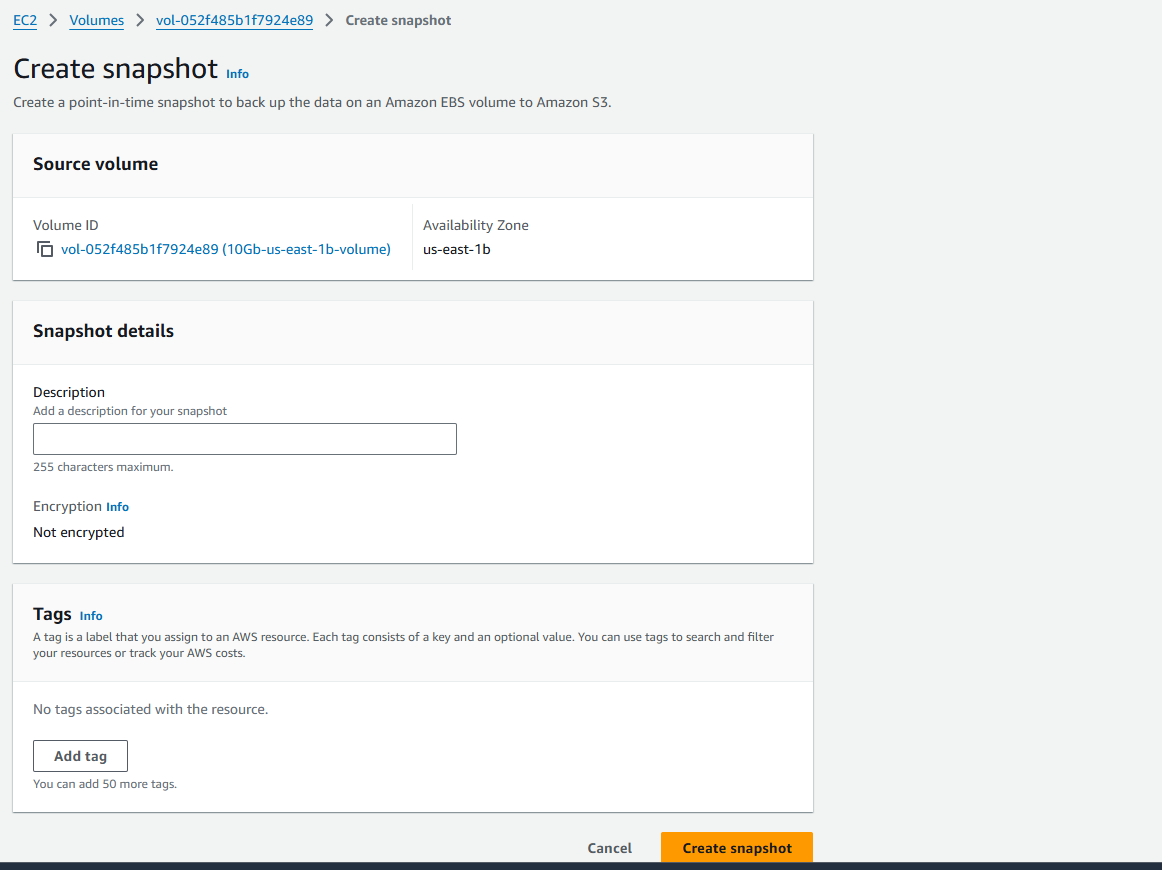 EC2 > Volumes > vol-052f485b1f7924e89 > Create snapshot
Create snapshot Info
Create a point-in-time snapshot to back up the data on an Amazon EBS volume to Amazon S3.
Source volume
Volume ID
vol-052f485b1f7924e89 (10Gb-us-east-1b-volume)
Availability Zone
us-east-1b
Snapshot details
Description
Add a description for your snapshot
255 characters maximum.
Encryption Info
Not encrypted
Tags Info
A tag is a label that you assign to an AWS resource. Each tag consists of a key and an optional value. You can use tags to search and filter
your resources or track your AWS costs.
No tags associated with the resource.
Add tag
You can add 50 more tags.
Cancel
Create snapshot